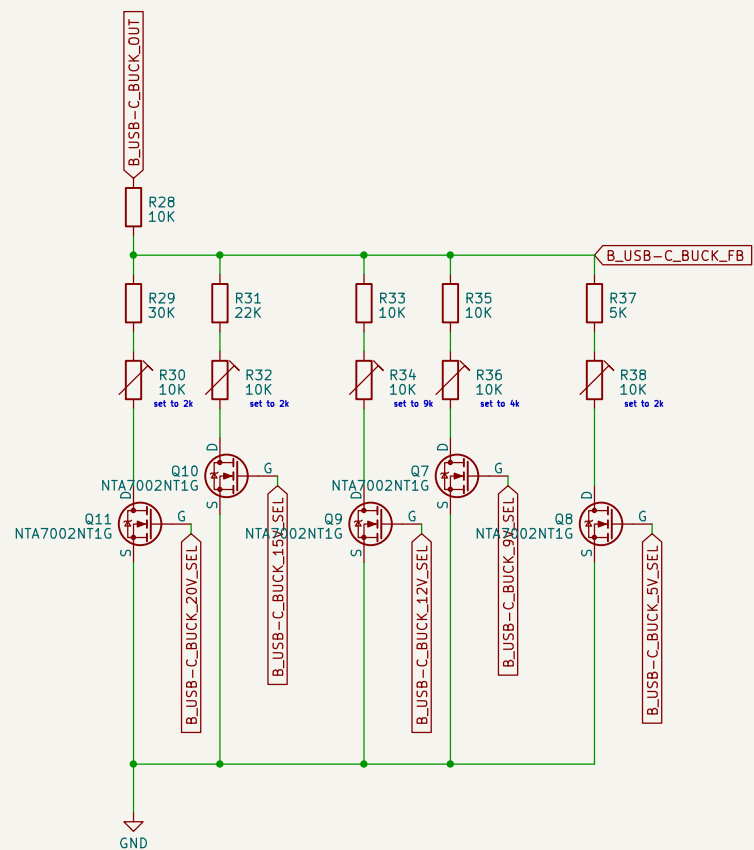 B_USB-C_BUCK_OUT
R28
10K
B_USB-C_BUCK_FB
R29
30K
R31
22K
R33
10K
R35
10K
R37
5K
R30
10K
set to 2k
R32
10K
set to 2k
R34
10K
set to 9k
R36
10K
set to 4k
R38
10K
set to 2k
D
Q10
NTA7002NT1G
G
S
D
Q7
NTA7002NT1G
G
S
D
Q11
NTA7002NT1G
G
S
D
Q9
NTA7002NT1G
G
S
D
Q8
NTA7002NT1G
G
S
B_USB-C_BUCK_20V_SEL
B_USB-C_BUCK_15V_SEL
B_USB-C_BUCK_12V_SEL
B_USB-C_BUCK_9V_SEL
B_USB-C_BUCK_5V_SEL
GND